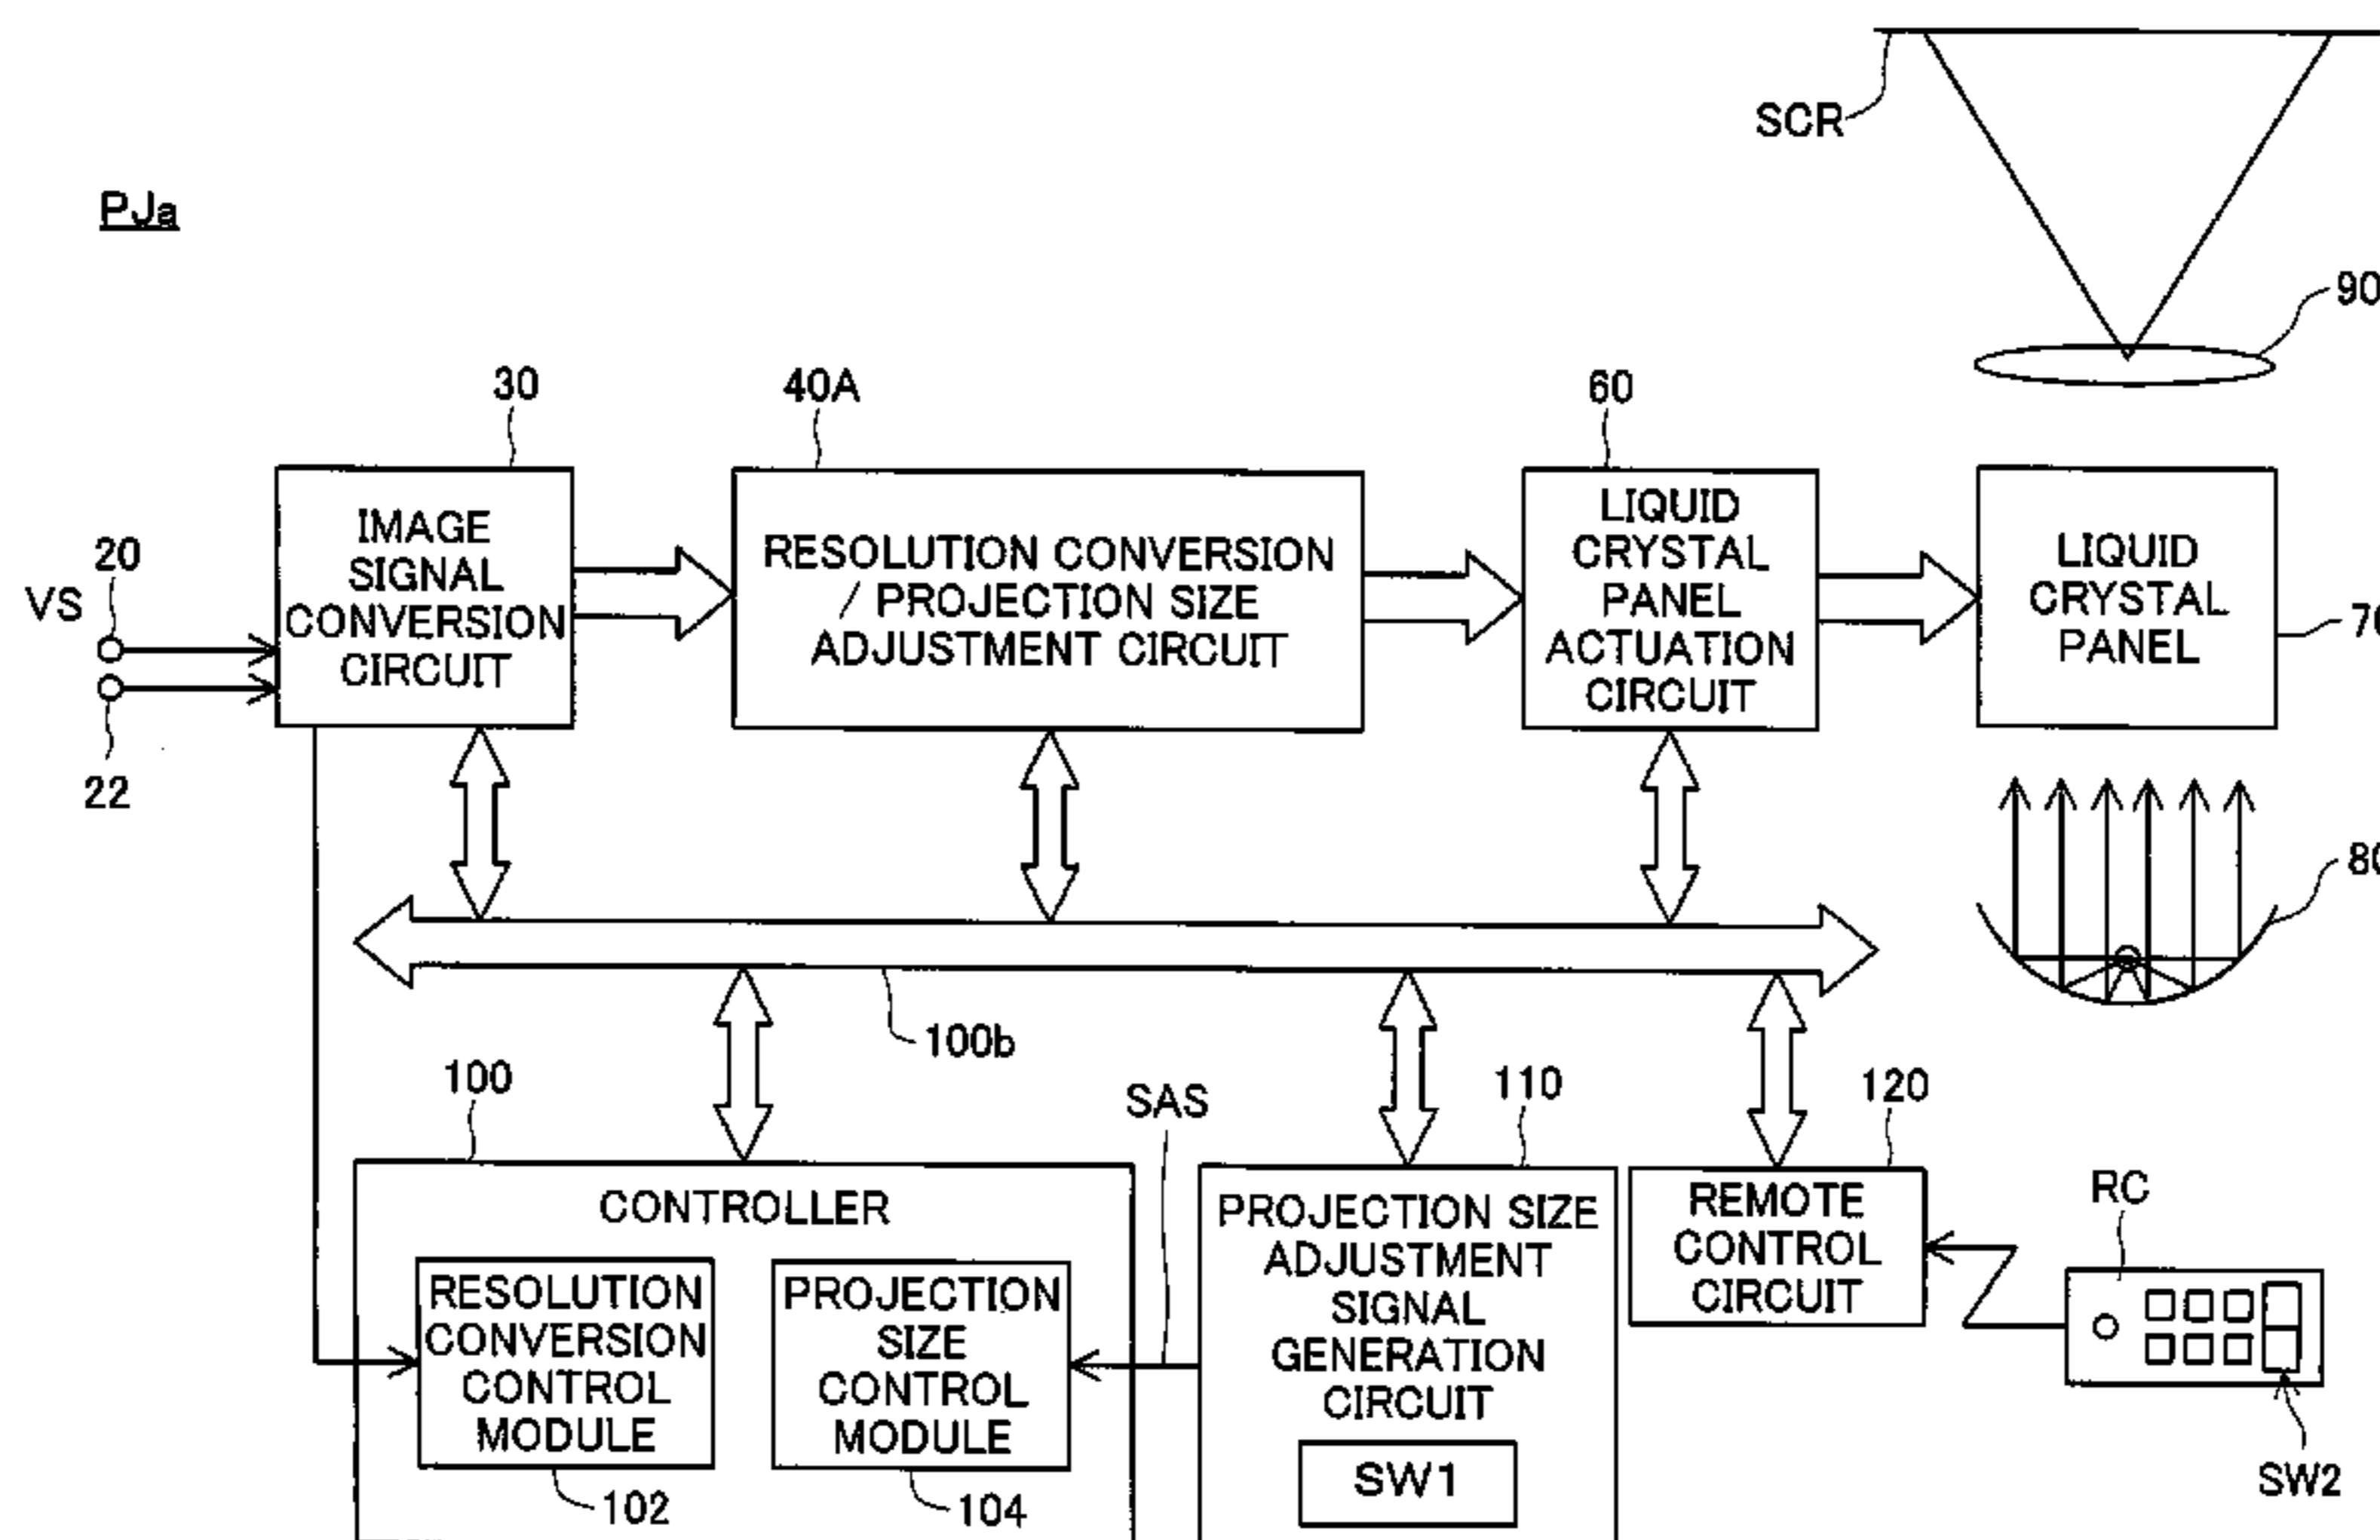 SCR
PJa
90
30
40A
60
IMAGE
SIGNAL
CONVERSION
CIRCUIT
RESOLUTION CONVERSION
/ PROJECTION SIZE
ADJUSTMENT CIRCUIT
LIQUID
CRYSTAL
PANEL
ACTUATION
CIRCUIT
LIQUID
CRYSTAL
PANEL
70
VS
20
22
80
100b
100
SAS
110
120
CONTROLLER
RESOLUTION
CONVERSION
CONTROL
MODULE
102
PROJECTION
SIZE
CONTROL
MODULE
104
PROJECTION SIZE
ADJUSTMENT
SIGNAL
GENERATION
CIRCUIT
SW1
REMOTE
CONTROL
CIRCUIT
RC
SW2